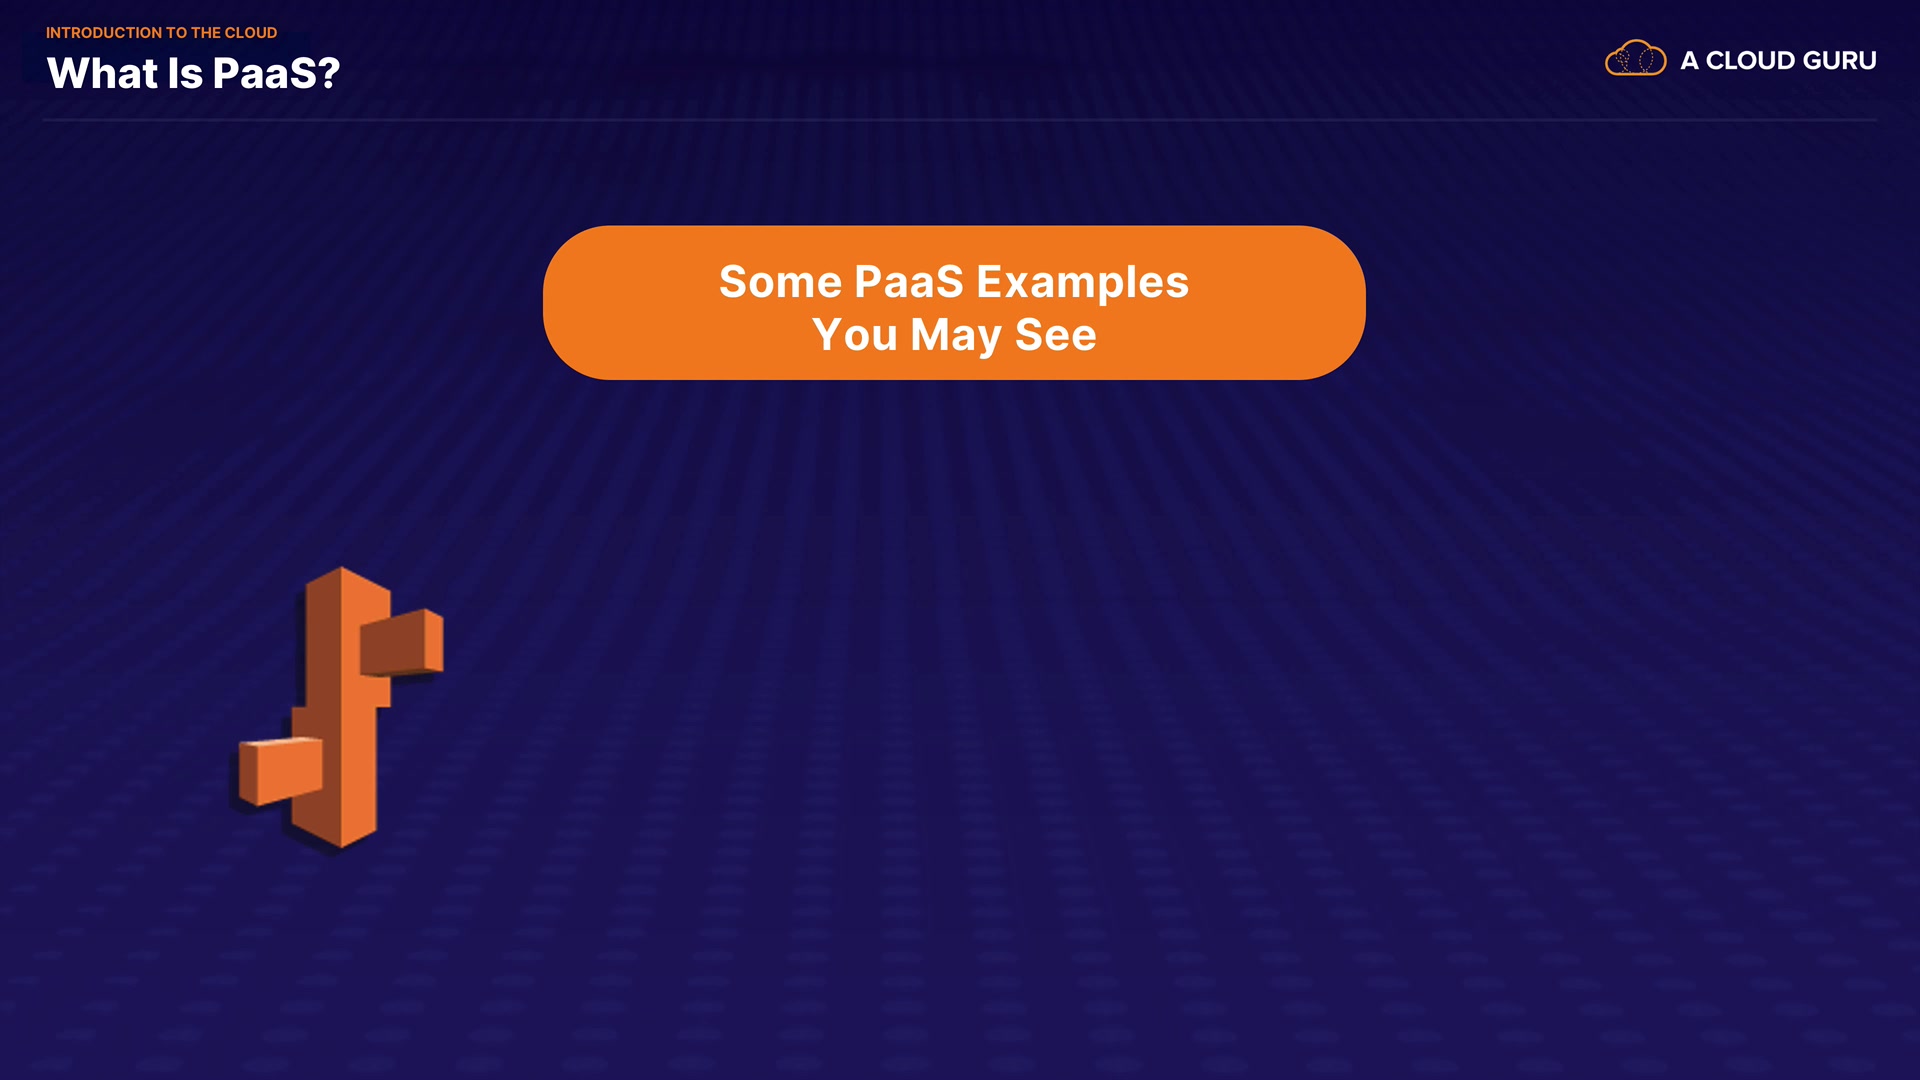 INTRODUCTION TO THE CLOUD
What Is PaaS?
A CLOUD GURU
Some PaaS Examples
You May See